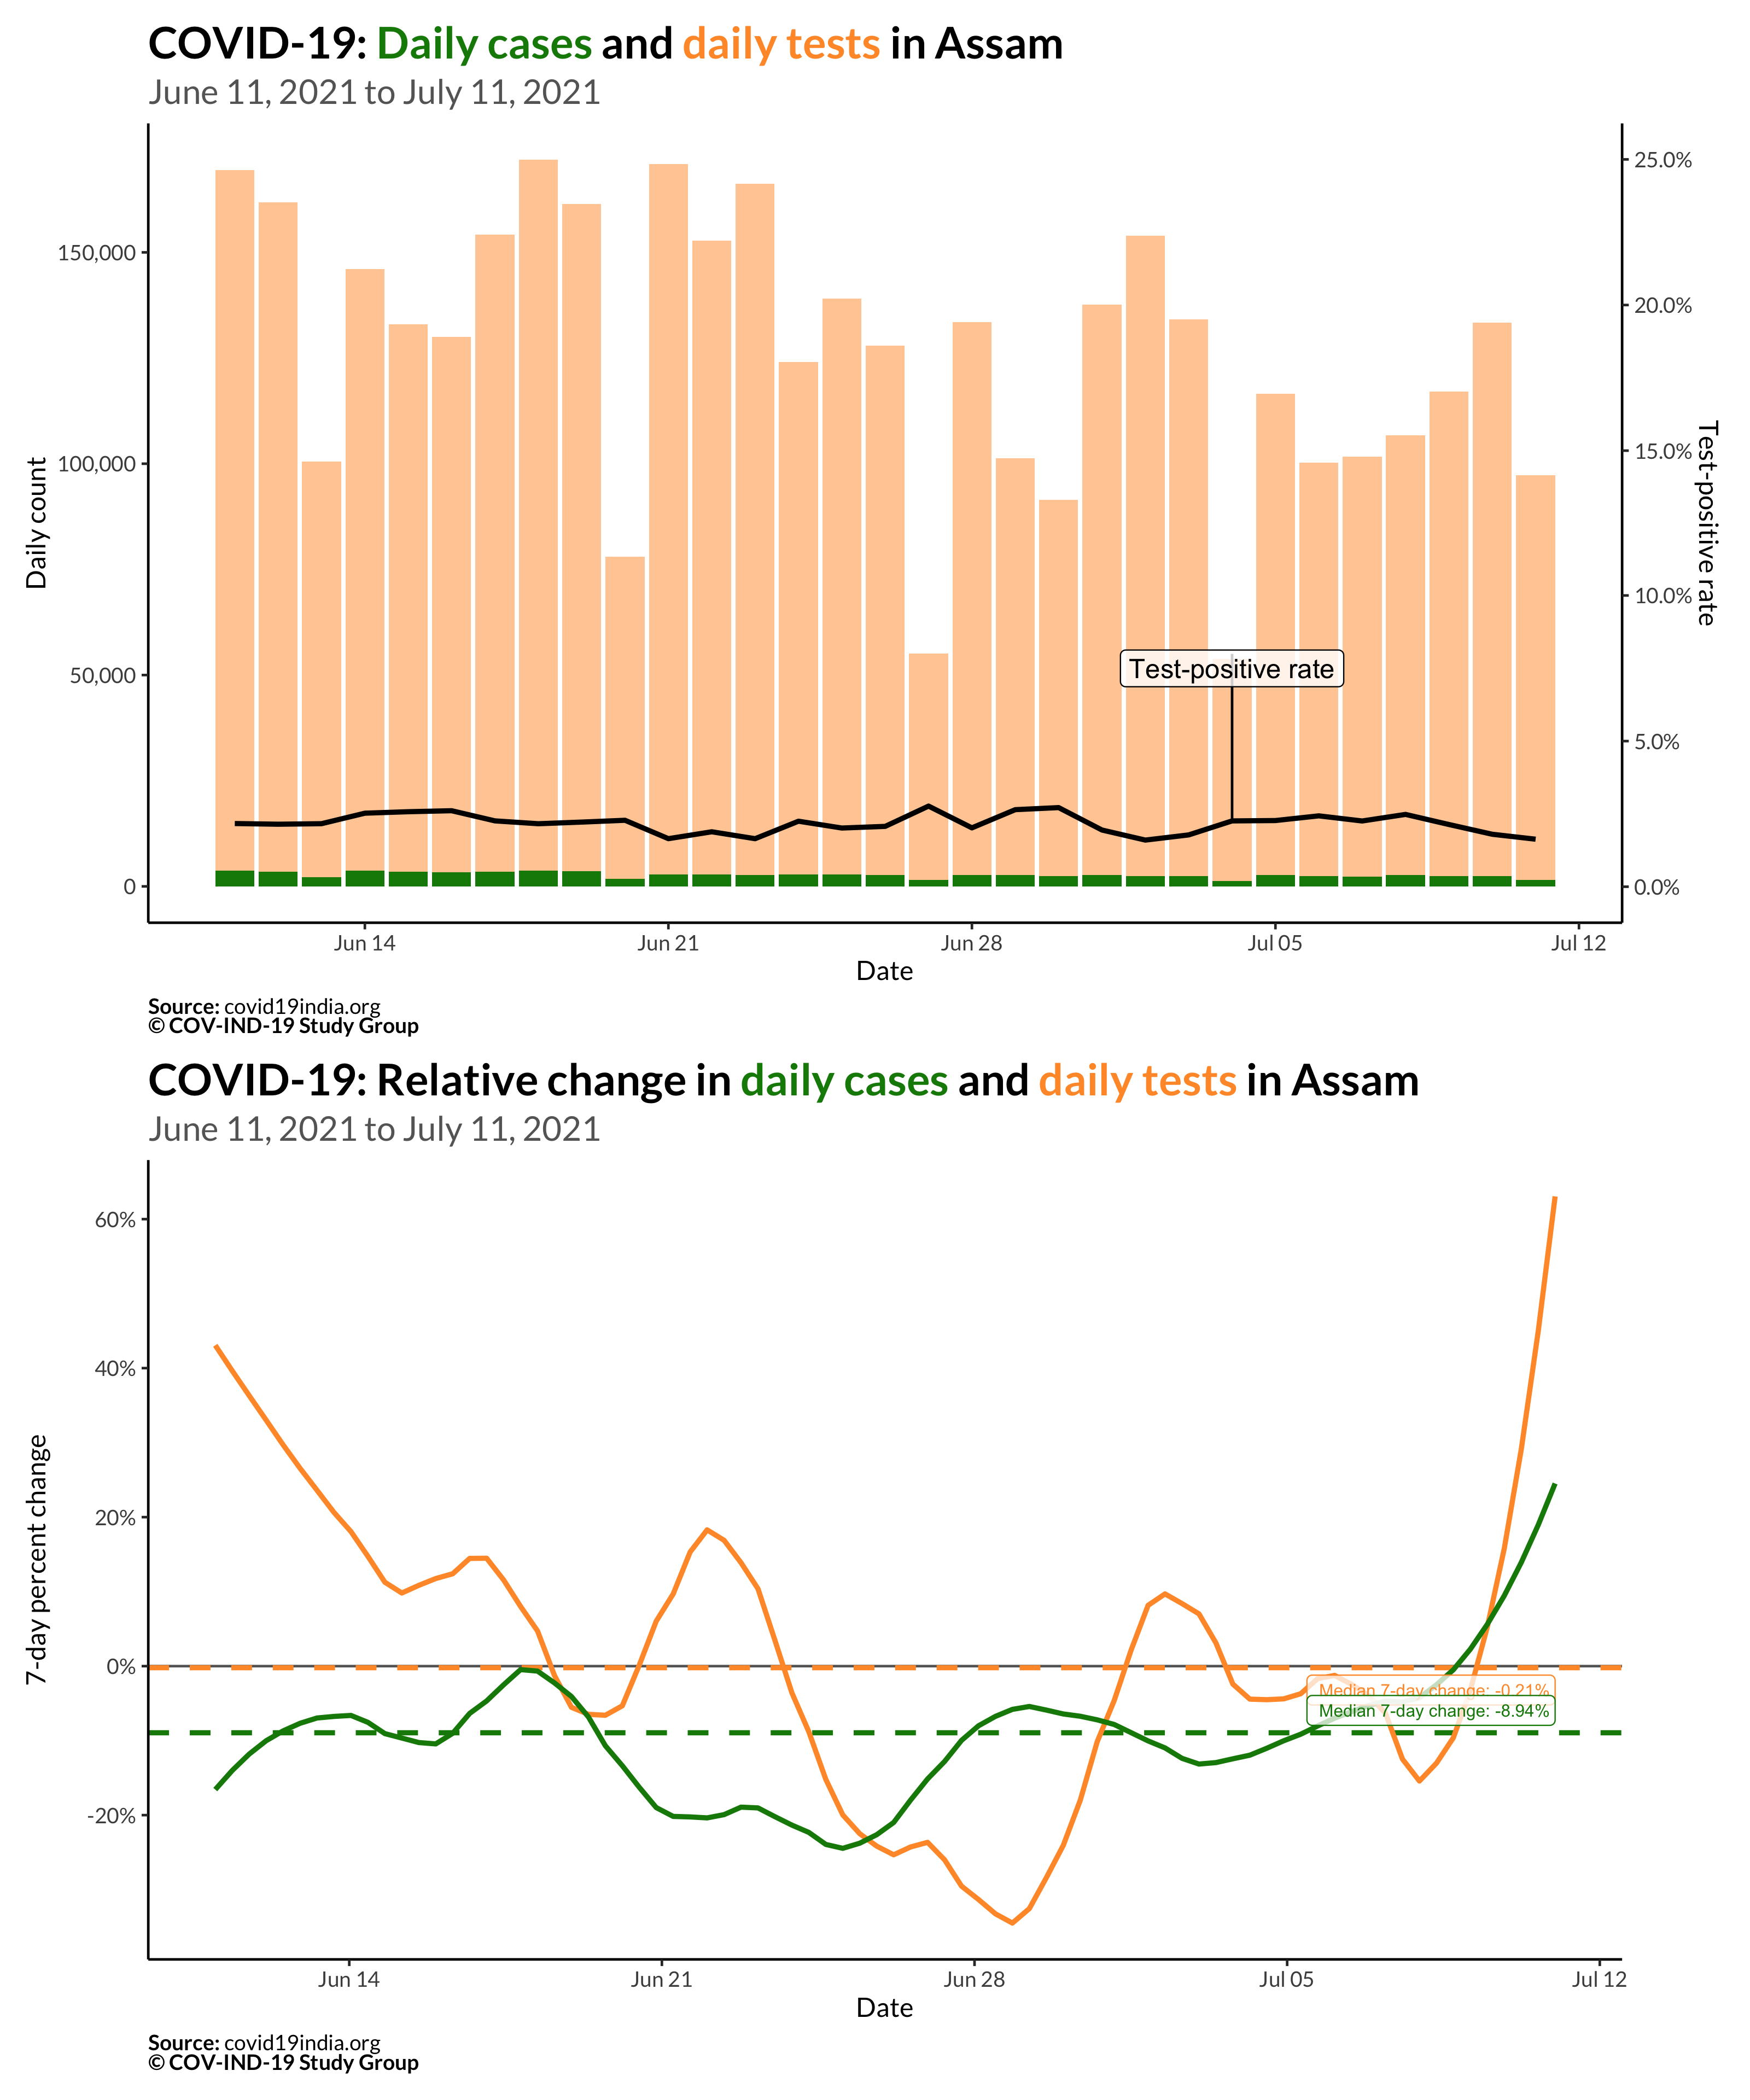 COVID-19: Daily cases and daily tests in Assam
June 11, 2021 to July 11, 2021
Daily count
150,000
100,000
50,000
0
25.0%
20.0%
15.0%
10.0%
5.0%
0.0%
Test-positive rate
Test-positive rate
Jun 14
Jun 21
Jun 28
Jul 05
Jul 12
Date
Source: covid19india.org
© COV-IND-19 Study Group
COVID-19: Relative change in daily cases and daily tests in Assam
June 11, 2021 to July 11, 2021
7-day percent change
60%
40%
20%
0%
-20%
Median 7-day change: -0.21%
Median 7-day change: -8.94%
Jun 14
Jun 21
Jun 28
Jul 05
Jul 12
Date
Source: covid19india.org
© COV-IND-19 Study Group